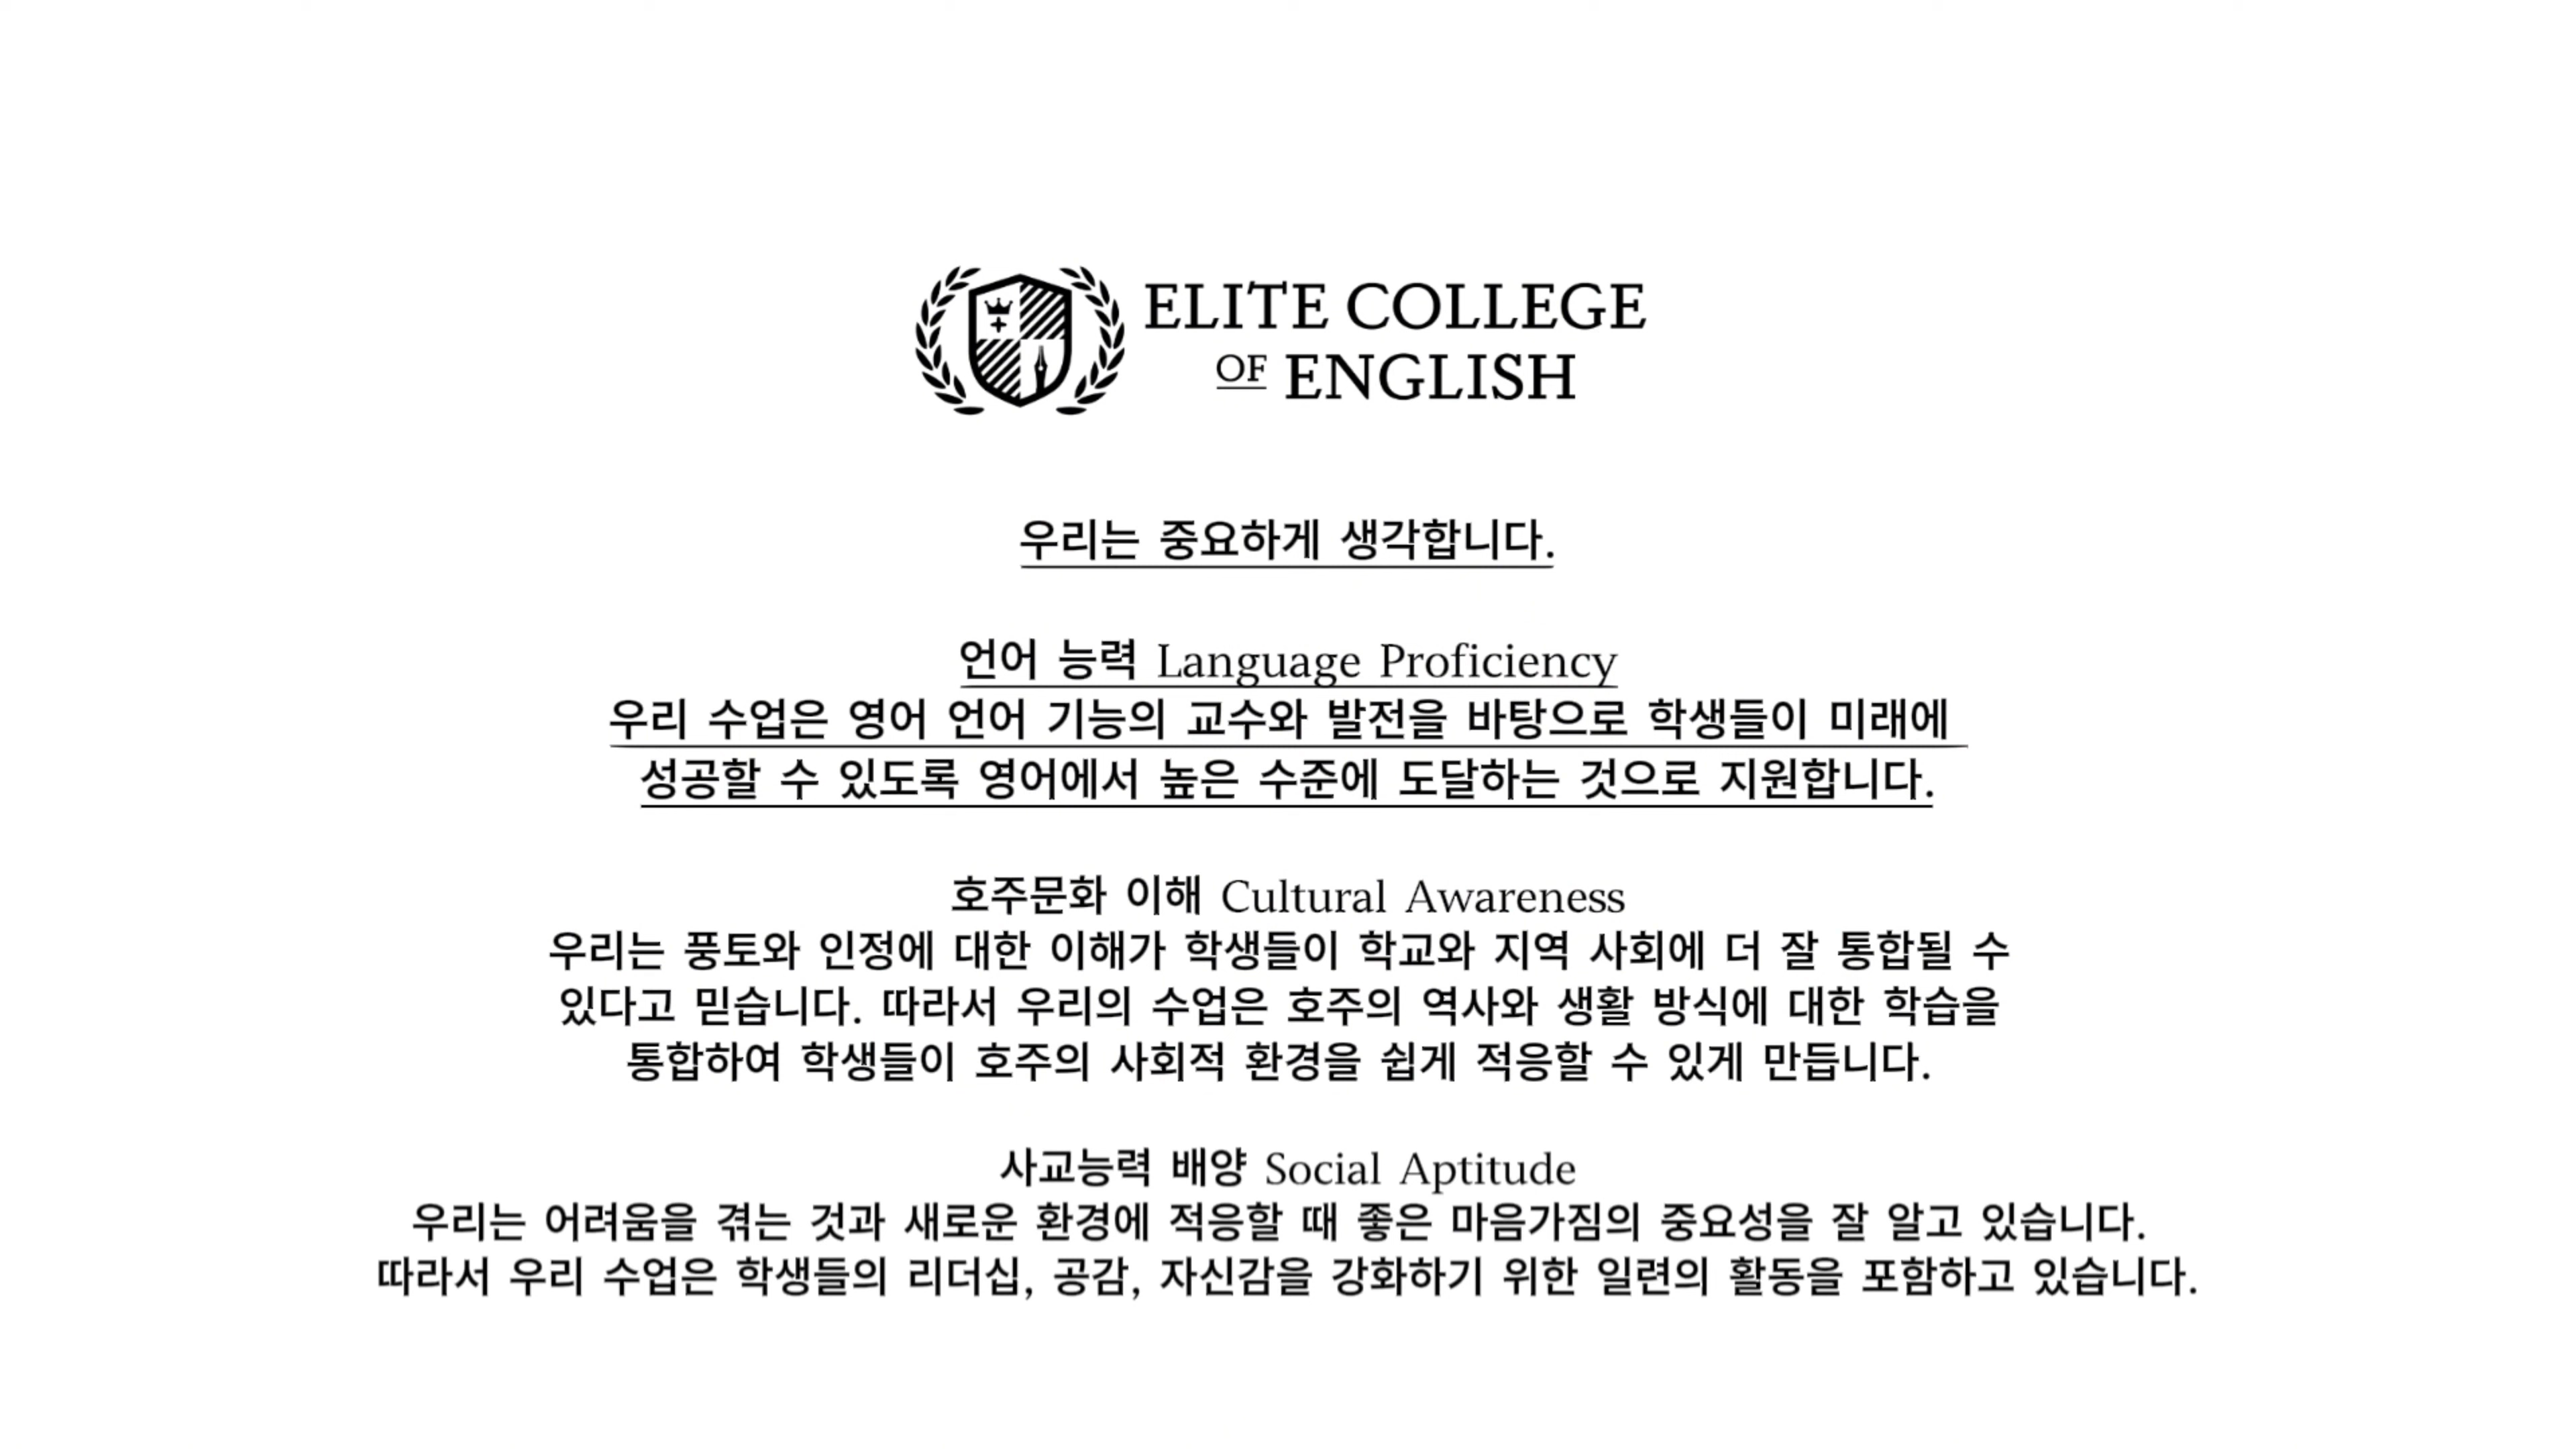 ELITE COLLEGE
OF ENGLISH
우리는 중요하게 생각합니다.
언어 능력 Language Proficiency
우리 수업은 영어 언어 기능의 교수와 발전을 바탕으로 학생들이 미래에
성공할 수 있도록 영어에서 높은 수준에 도달하는 것으로 지원합니다.
호주문화 이해 Cultural Awareness
우리는 풍토와 인정에 대한 이해가 학생들이 학교와 지역 사회에 더 잘 통합될 수
있다고 믿습니다. 따라서 우리의 수업은 호주의 역사와 생활 방식에 대한 학습을
통합하여 학생들이 호주의 사회적 환경을 쉽게 적응할 수 있게 만듭니다.
사교능력 배양 Social Aptitude
우리는 어려움을 겪는 것과 새로운 환경에 적응할 때 좋은 마음가짐의 중요성을 잘 알고 있습니다.
따라서 우리 수업은 학생들의 리더십, 공감, 자신감을 강화하기 위한 일련의 활동을 포함하고 있습니다.